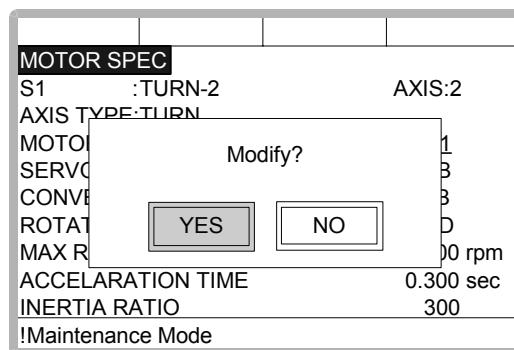 MOTOR SPEC
S1 :TURN-2 AXIS:2
AXIS TYPE:TURN
Modify?
YES NO
rpm
ACCELARATION TIME 0.300 sec
INERTIA RATIO 300
!Maintenance Mode